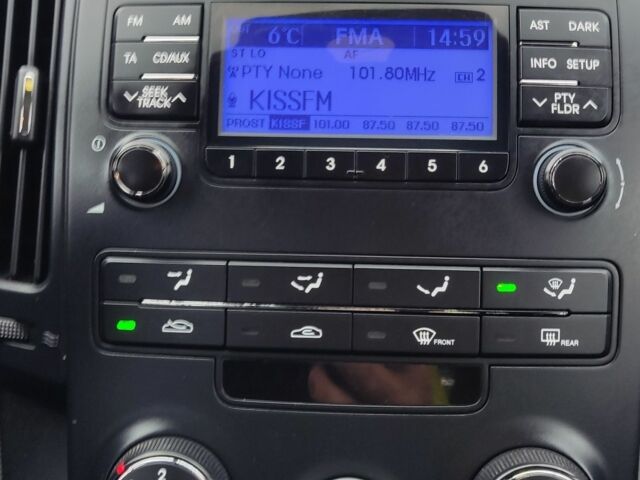 FM AM
TA CD/AUX
SEEK
TRACK
6°C FMA 14:59
ST LO AF
PTY None 101.80MHz CH 2
KISSFM
PROST KISSF 101.00 87.50 87.50 87.50
1 2 3 4 5 6
AST DARK
INFO SETUP
PTY
FLDR
FRONT
REAR
2